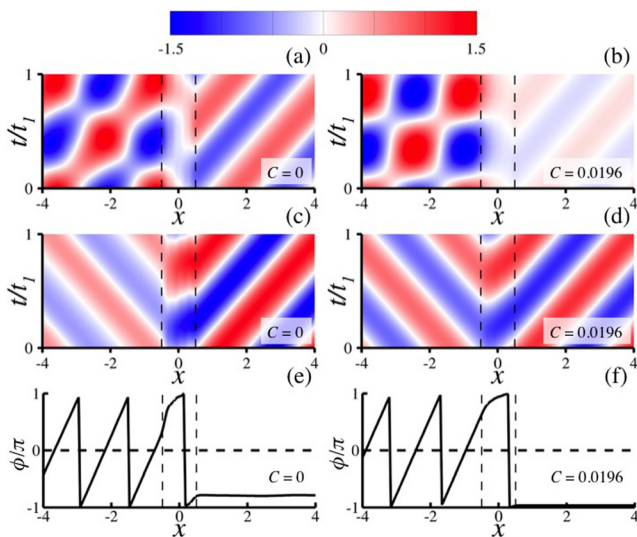 -1.5 0 1.5
(a) (b)
1 1
t/t₁ t/t₁
C = 0 C = 0.0196
0 0
-4 -2 0 2 4 -4 -2 0 2 4
x x
(c) (d)
1 1
t/t₁ t/t₁
C = 0 C = 0.0196
0 0
-4 -2 0 2 4 -4 -2 0 2 4
x x
(e) (f)
1 1
ϕ/π ϕ/π
0 0
C = 0 C = 0.0196
-1 -1
-4 -2 0 2 4 -4 -2 0 2 4
x x